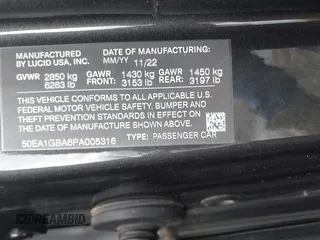 MANUFACTURED DATE OF MANUFACTURE:
BY LUCID USA, INC. MM/YY 11/22
GVWR 2850 kg GAWR 1430 kg GAWR 1450 kg
6283 lb FRONT 3153 lb REAR 3197 lb
THIS VEHICLE CONFORMS TO ALL APPLICABLE U.S.
FEDERAL MOTOR VEHICLE SAFETY, BUMPER AND
THEFT PREVENTION STANDARDS IN EFFECT ON THE
DATE OF MANUFACTURE SHOWN ABOVE.
50EA1GBA6PA005316 TYPE: PASSENGER CAR
DREAMBID